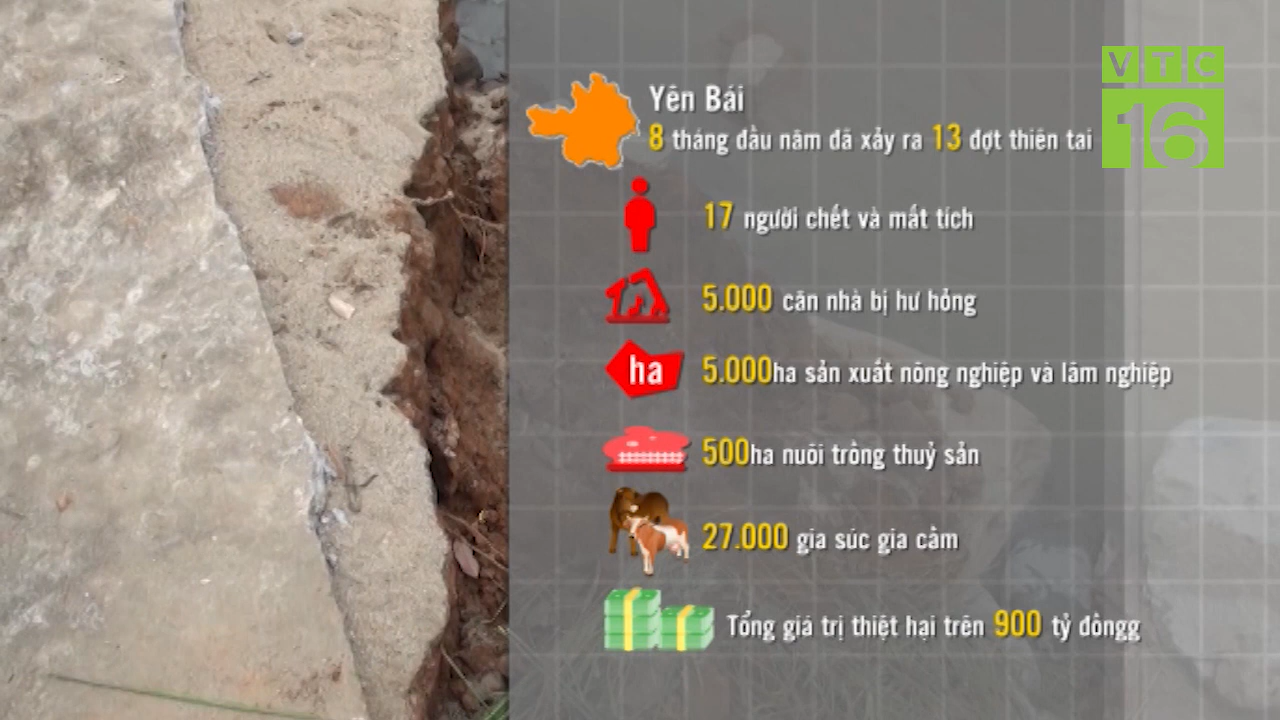 VTC
16
Yên Bái
8 tháng đầu năm đã xảy ra 13 đợt thiên tai
17 người chết và mất tích
5.000 căn nhà bị hư hỏng
ha
5.000ha sản xuất nông nghiệp và lâm nghiệp
500ha nuôi trồng thuỷ sản
27.000 gia súc gia cầm
Tổng giá trị thiệt hại trên 900 tỷ đồngg